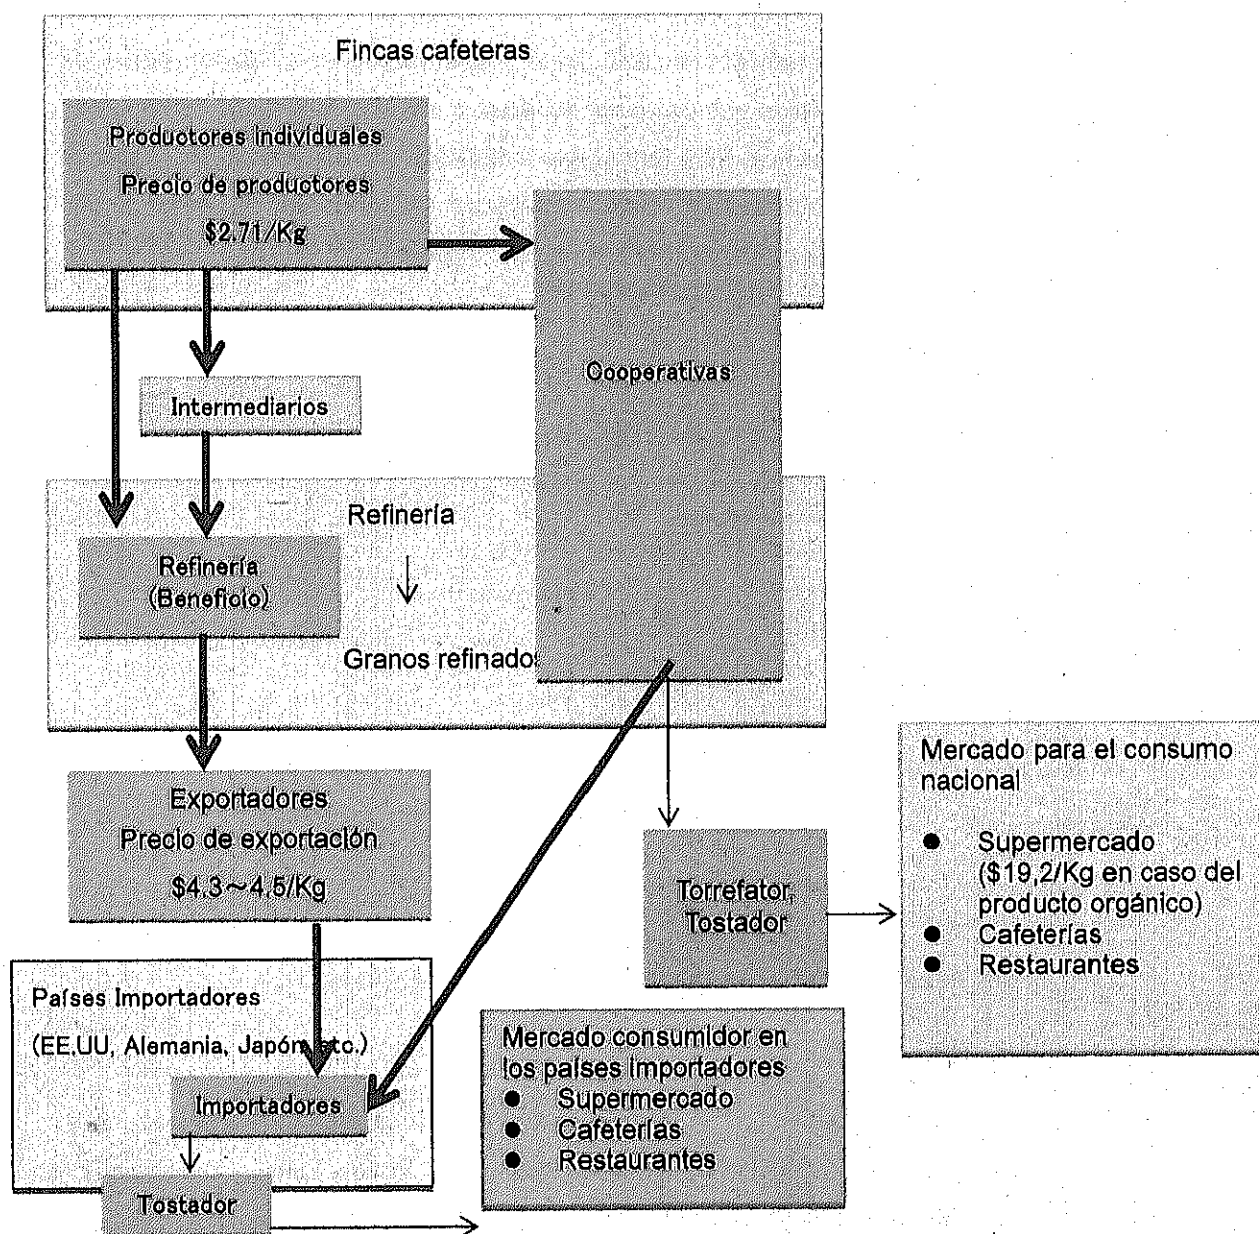 Fincas cafeteras
Productores individuales
Precio de productores
$2.71/Kg
Cooperativas
Intermediarios
Refinería
Refinería
(Beneficio)
Granos refinados
Exportadores
Precio de exportación
$4.3～4.5/Kg
Torrefator,
Tostador
Mercado para el consumo
nacional
● Supermercado
($19,2/Kg en caso del
producto orgánico)
● Cafeterías
● Restaurantes
Países Importadores
(EE.UU, Alemania, Japón, etc.)
Importadores
Tostador
Mercado consumidor en
los países importadores
● Supermercado
● Cafeterías
● Restaurantes